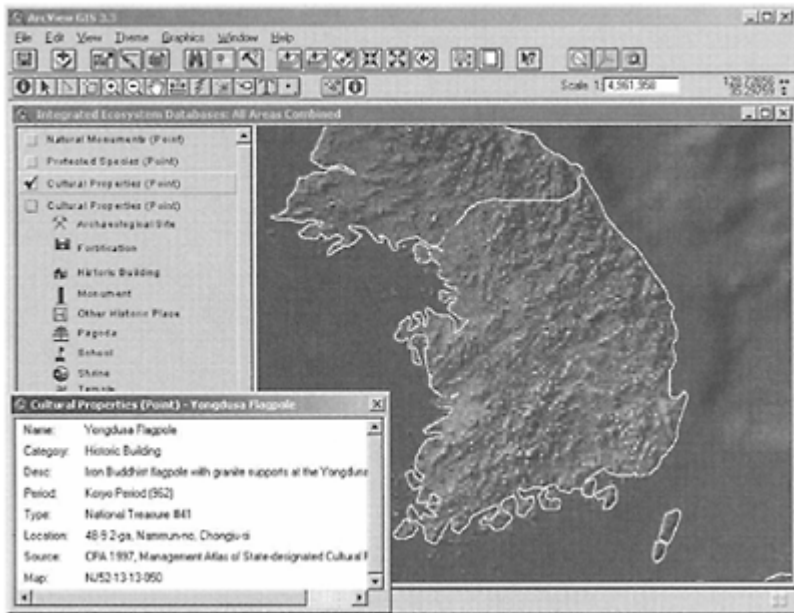 ArcView GIS 3.3
File Edit View Theme Graphics Window Help
Scale 1: 4,961,958
Integrated Ecosystem Databases: All Areas Combined
Natural Monuments (Point)
Protected Species (Point)
Cultural Properties (Point)
Cultural Properties (Point)
Archaeological Site
Fortification
Historic Building
Monument
Other Historic Place
Pagoda
School
Shrine
Temple
Cultural Properties (Point) - Yongdusa Flagpole
Name: Yongdusa Flagpole
Category: Historic Building
Desc: Iron Buddhist flagpole with granite supports at the Yongdusa
Period: Koryo Period (962)
Type: National Treasure #41
Location: 48-9 2-ga, Nammun-no, Chongju-si
Source: CPA 1997, Management Atlas of State-designated Cultural
Map: NJ52-13-13-050